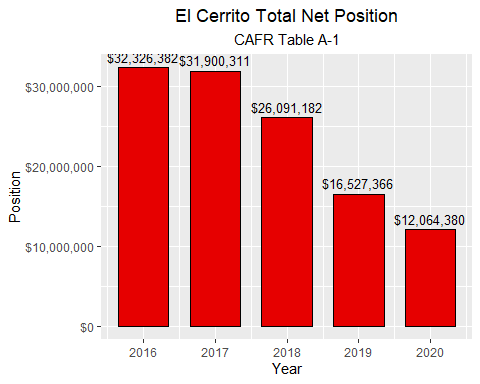 El Cerrito Total Net Position
CAFR Table A-1
$32,326,382
$31,900,311
$30,000,000
$26,091,182
$20,000,000
$16,527,366
$12,064,380
$10,000,000
$0
Position
2016 2017 2018 2019 2020
Year